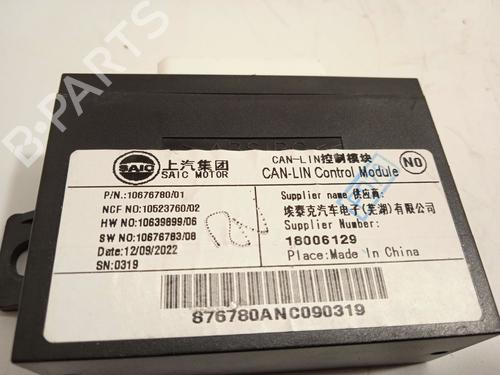 B-PARTS
SAIC 上汽集团
SAIC MOTOR
CAN-LIN控制模块
CAN-LIN Control Module
NO
P/N.:10676780/01
NCF NO:10523760/02
HW NO:10639899/06
SW NO:10676783/08
Date:12/09/2022
SN:0319
Supplier name 供应商:
埃泰克汽车电子(芜湖)有限公司
Supplier Number:
18006129
Place:Made In China
876780ANC090319